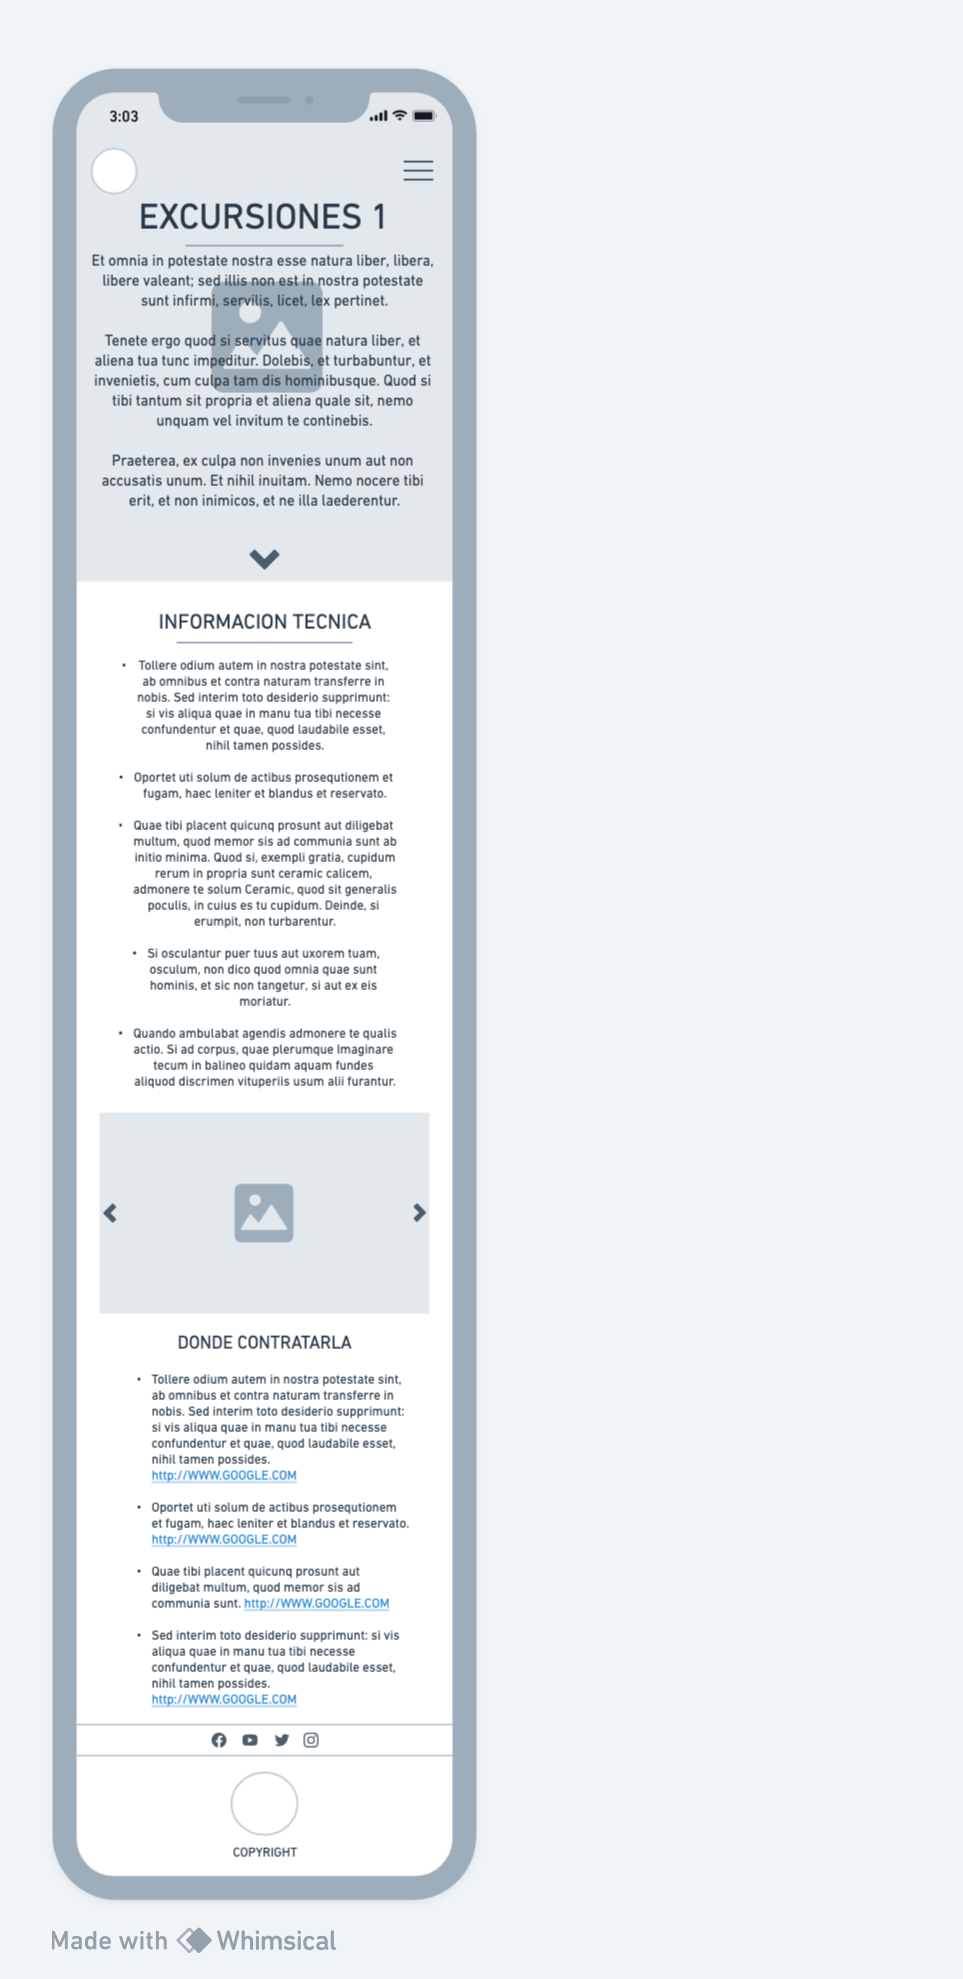 3:03
EXCURSIONES 1
Et omnia in potestate nostra esse natura liber, libera,
libere valeant; sed illis non est in nostra potestate
sunt infirmi, servilis, licet, lex pertinet.
Tenete ergo quod si servitus quae natura liber, et
aliena tua tunc impeditur. Dolebis, et turbabuntur, et
invenietis, cum culpa tam dis hominibusque. Quod si
tibi tantum sit propria et aliena quale sit, nemo
unquam vel invitum te continebis.
Praeterea, ex culpa non invenies unum aut non
accusatis unum. Et nihil inuitam. Nemo nocere tibi
erit, et non inimicos, et ne illa laederentur.
INFORMACION TECNICA
• Tollere odium autem in nostra potestate sint,
ab omnibus et contra naturam transferre in
nobis. Sed interim toto desiderio supprimunt:
si vis aliqua quae in manu tua tibi necesse
confundentur et quae, quod laudabile esset,
nihil tamen possides.
• Oportet uti solum de actibus prosequtionem et
fugam, haec leniter et blandus et reservato.
• Quae tibi placent quicunq prosunt aut diligebat
multum, quod memor sis ad communia sunt ab
initio minima. Quod si, exempli gratia, cupidum
rerum in propria sunt ceramic calicem,
admonere te solum Ceramic, quod sit generalis
poculis, in cuius es tu cupidum. Deinde, si
erumpit, non turbarentur.
• Si osculantur puer tuus aut uxorem tuam,
osculum, non dico quod omnia quae sunt
hominis, et sic non tangetur, si aut ex eis
moriatur.
• Quando ambulabat agendis admonere te qualis
actio. Si ad corpus, quae plerumque Imaginare
tecum in balineo quidam aquam fundes
aliquod discrimen vituperiis usum alii furantur.
DONDE CONTRATARLA
• Tollere odium autem in nostra potestate sint,
ab omnibus et contra naturam transferre in
nobis. Sed interim toto desiderio supprimunt:
si vis aliqua quae in manu tua tibi necesse
confundentur et quae, quod laudabile esset,
nihil tamen possides.
http://WWW.GOOGLE.COM
• Oportet uti solum de actibus prosequtionem
et fugam, haec leniter et blandus et reservato.
http://WWW.GOOGLE.COM
• Quae tibi placent quicunq prosunt aut
diligebat multum, quod memor sis ad
communia sunt. http://WWW.GOOGLE.COM
• Sed interim toto desiderio supprimunt: si vis
aliqua quae in manu tua tibi necesse
confundentur et quae, quod laudabile esset,
nihil tamen possides.
http://WWW.GOOGLE.COM
COPYRIGHT
Made with Whimsical